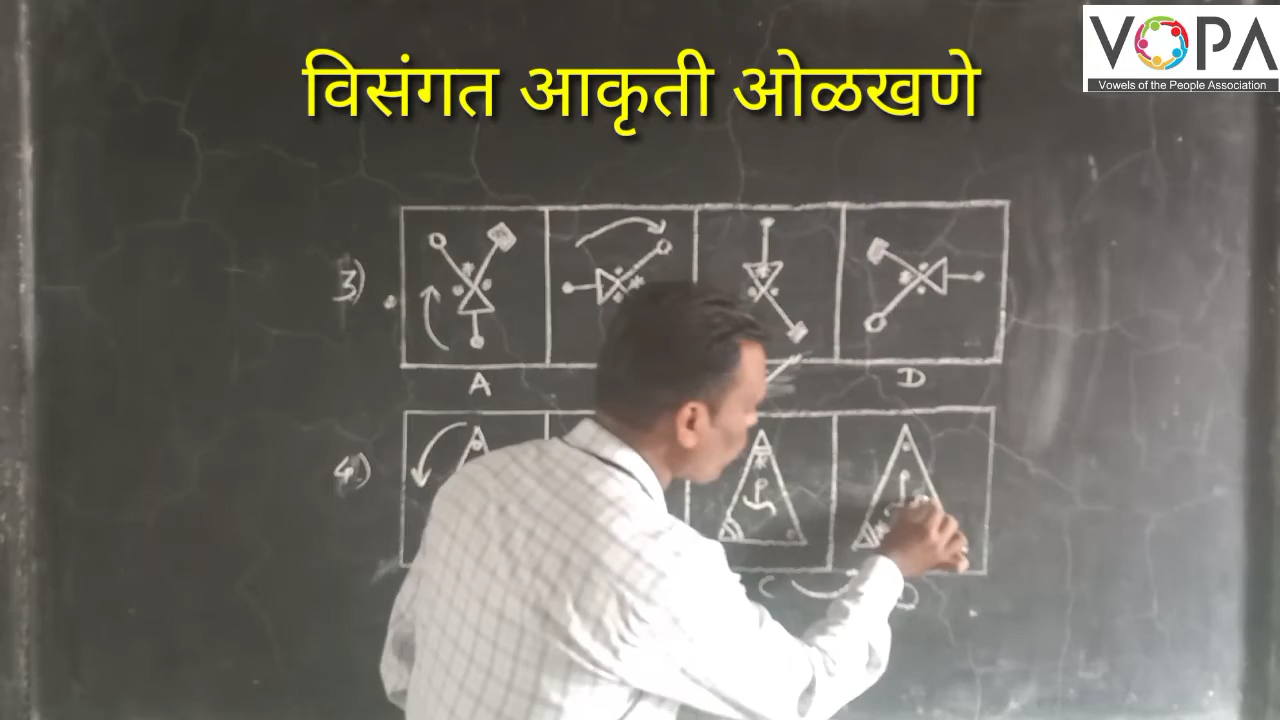 विसंगत आकृती ओळखणे
VOPA
Vowels of the People Association
3)
A
D
4)
C